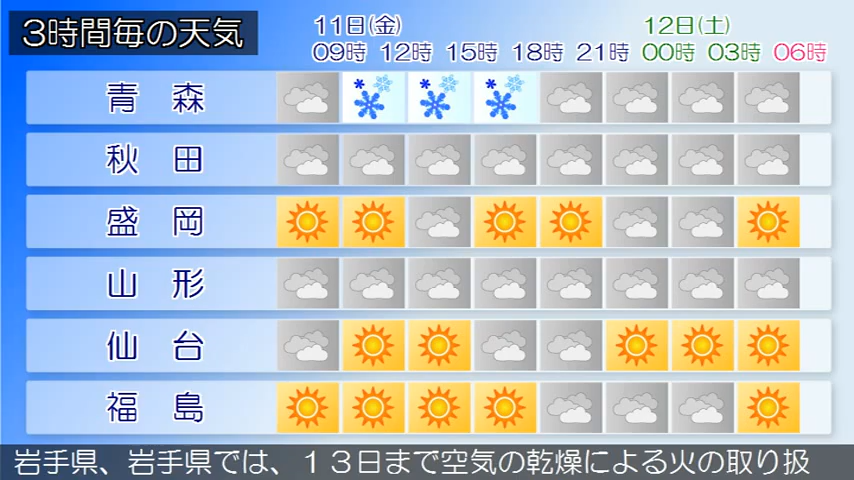 3時間毎の天気
11日(金) 12日(土)
09時 12時 15時 18時 21時 00時 03時 06時
青森
秋田
盛岡
山形
仙台
福島
岩手県、岩手県では、１３日まで空気の乾燥による火の取り扱